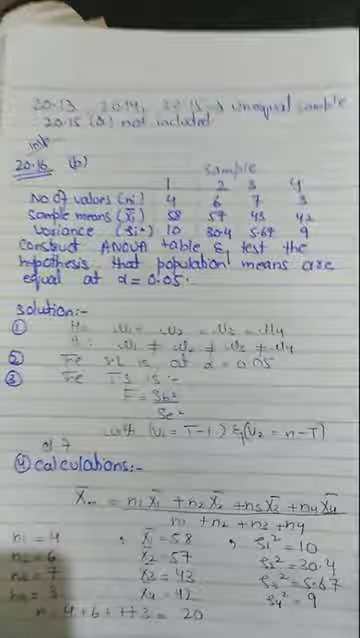 20.13, 20.14, 20.15 → unequal sample
20.15 (b) not included
imp
20.16 (b) Sample
1 2 3 4
No of values (ni) 4 6 7 3
Sample means (X̄i) 58 57 43 42
Variance (Si²) 10 30.4 5.67 9
construct ANOVA table & test the
hypothesis that population means are
equal at α = 0.05.
solution:-
① H₀: μ₁ = μ₂ = μ₃ = μ₄
H₁: μ₁ ≠ μ₂ ≠ μ₃ ≠ μ₄
② The SL is at α = 0.05
③ The TS is :-
F = Sb²/Se²
with (V₁ = T-1) & (V₂ = n-T)
d.f
④ calculations:-
X̄.. = n₁X̄₁ + n₂X̄₂ + n₃X̄₃ + n₄X̄₄
n₁ + n₂ + n₃ + n₄
n₁ = 4 , X̄₁ = 58 , S₁² = 10
n₂ = 6 X̄₂ = 57 S₂² = 30.4
n₃ = 7 X̄₃ = 43 S₃² = 5.67
n₄ = 3 X̄₄ = 42 S₄² = 9
n = 4+6+7+3 = 20